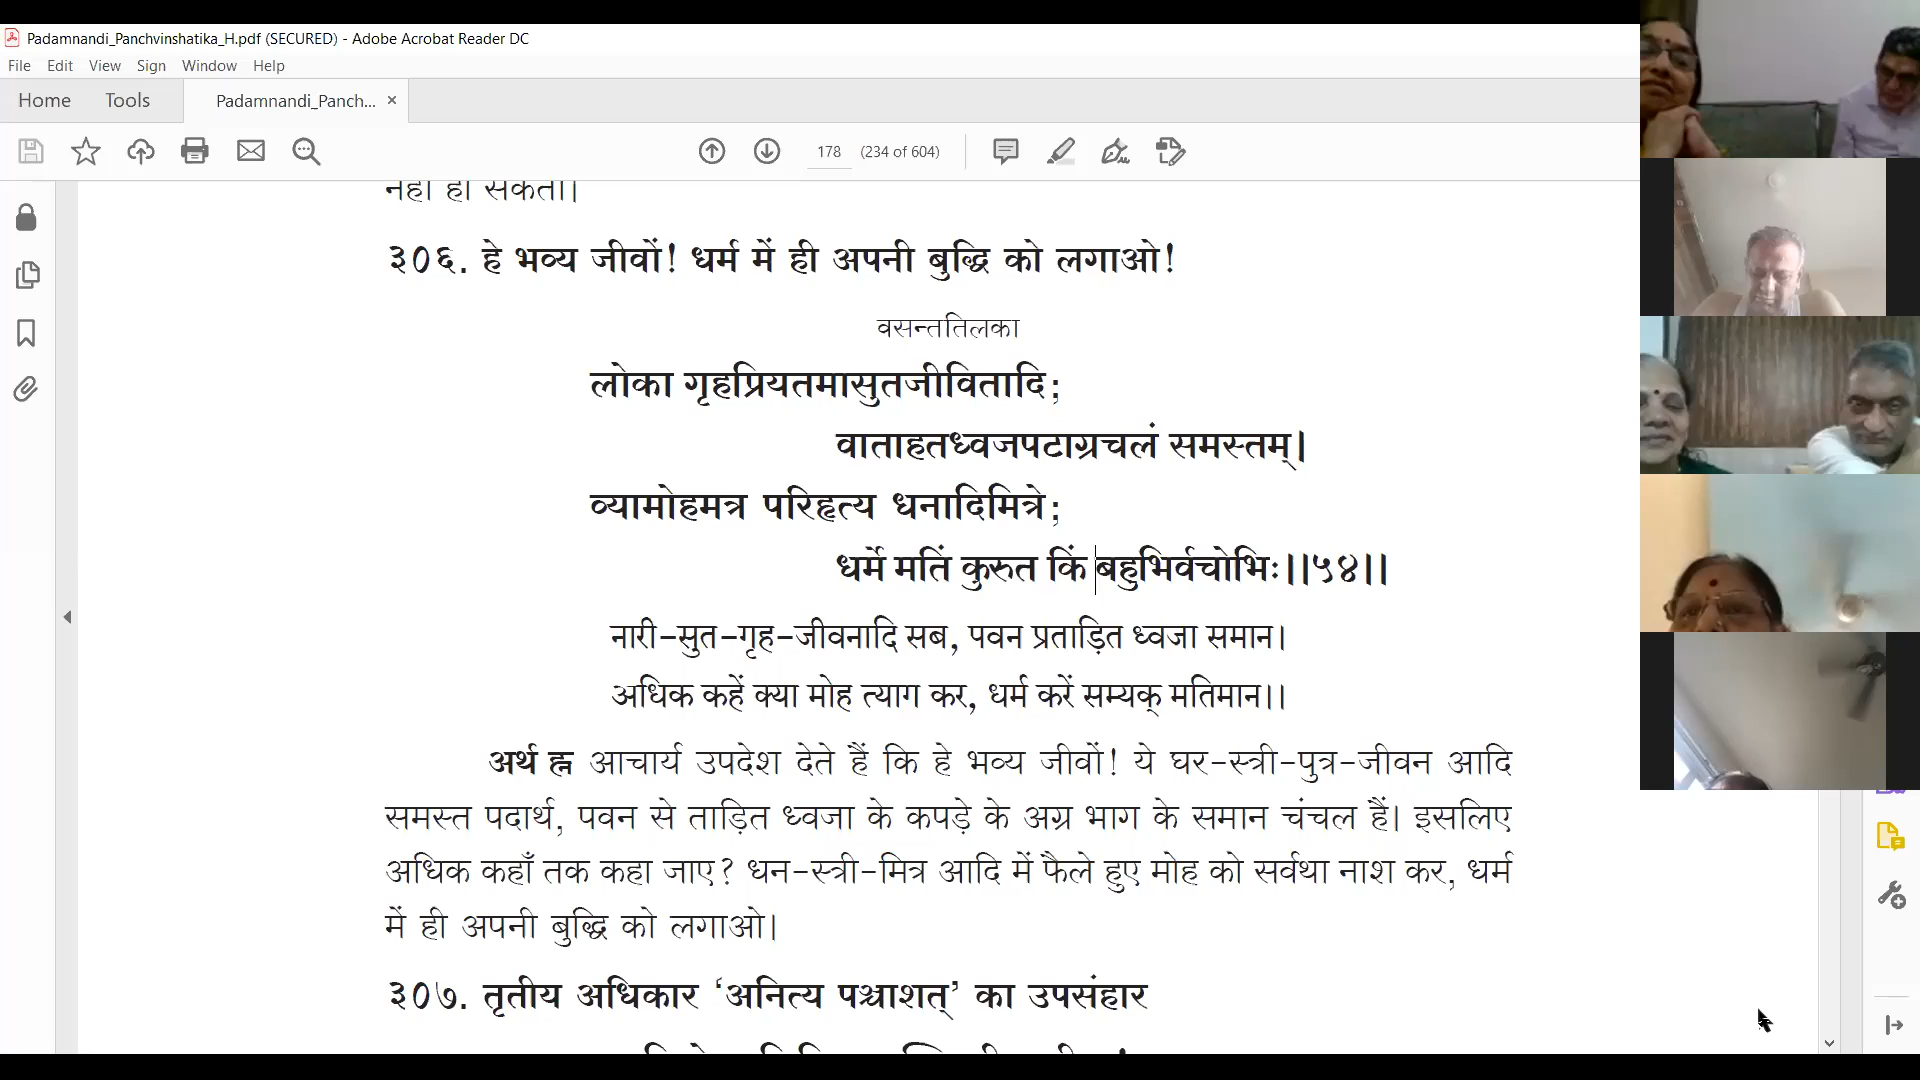 Padamnandi_Panchvinshatika_H.pdf (SECURED) - Adobe Acrobat Reader DC
File Edit View Sign Window Help
Home Tools Padamnandi_Panch... ×
178 (234 of 604)
नहीं हो सकता।
३०६. हे भव्य जीवों! धर्म में ही अपनी बुद्धि को लगाओ!
वसन्ततिलका
लोका गृहप्रियतमासुतजीवितादि;
वाताहतध्वजपटाग्रचलं समस्तम्।
व्यामोहमत्र परिहृत्य धनादिमित्रे;
धर्मे मतिं कुरुत किं बहुभिर्वचोभिः।।५४।।
नारी-सुत-गृह-जीवनादि सब, पवन प्रताड़ित ध्वजा समान।
अधिक कहें क्या मोह त्याग कर, धर्म करें सम्यक् मतिमान।।
अर्थ ह्न आचार्य उपदेश देते हैं कि हे भव्य जीवों! ये घर-स्त्री-पुत्र-जीवन आदि
समस्त पदार्थ, पवन से ताड़ित ध्वजा के कपड़े के अग्र भाग के समान चंचल हैं। इसलिए
अधिक कहाँ तक कहा जाए? धन-स्त्री-मित्र आदि में फैले हुए मोह को सर्वथा नाश कर, धर्म
में ही अपनी बुद्धि को लगाओ।
३०७. तृतीय अधिकार ‘अनित्य पञ्चाशत्’ का उपसंहार